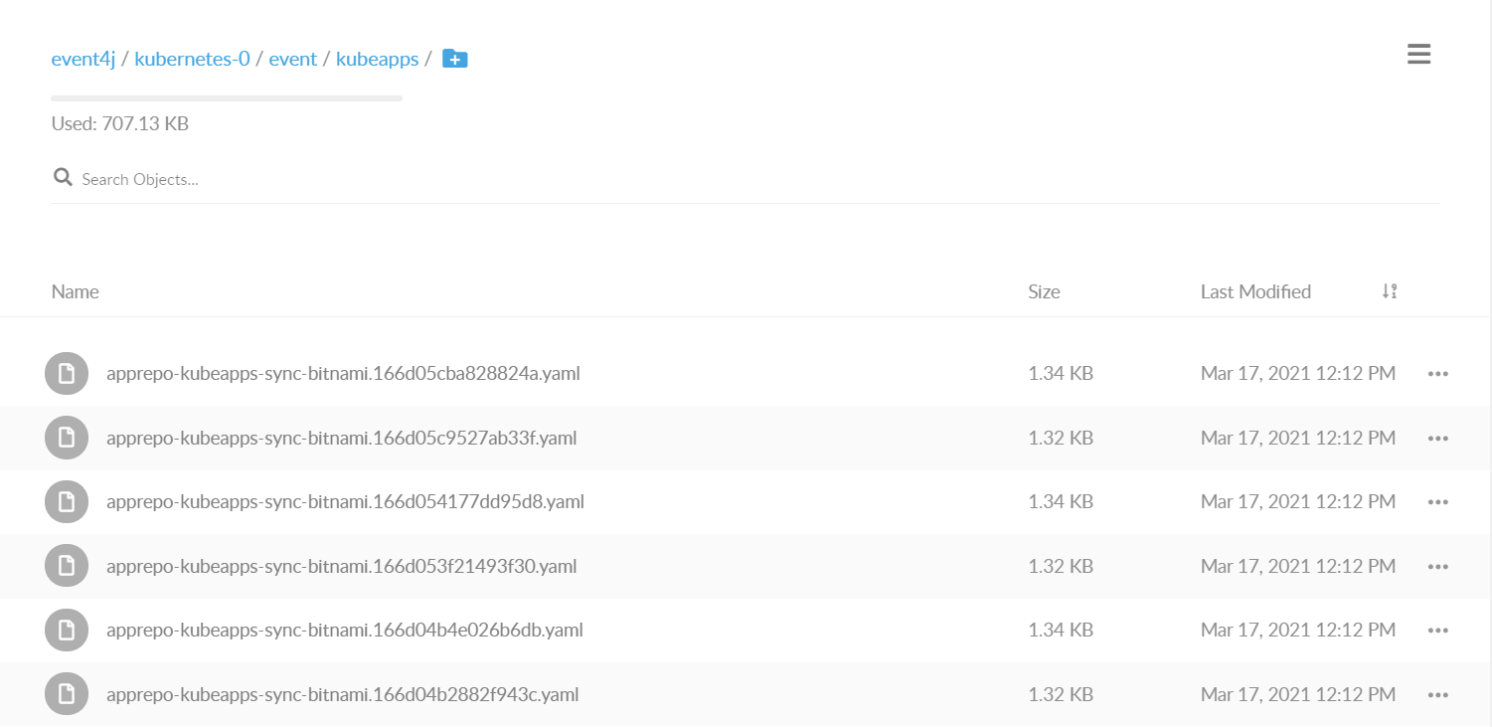 event4j / kubernetes-0 / event / kubeapps /
Used: 707.13 KB
Search Objects...
Name Size Last Modified
apprepo-kubeapps-sync-bitnami.166d05cba828824a.yaml 1.34 KB Mar 17, 2021 12:12 PM
apprepo-kubeapps-sync-bitnami.166d05c9527ab33f.yaml 1.32 KB Mar 17, 2021 12:12 PM
apprepo-kubeapps-sync-bitnami.166d054177dd95d8.yaml 1.34 KB Mar 17, 2021 12:12 PM
apprepo-kubeapps-sync-bitnami.166d053f21493f30.yaml 1.32 KB Mar 17, 2021 12:12 PM
apprepo-kubeapps-sync-bitnami.166d04b4e026b6db.yaml 1.34 KB Mar 17, 2021 12:12 PM
apprepo-kubeapps-sync-bitnami.166d04b2882f943c.yaml 1.32 KB Mar 17, 2021 12:12 PM